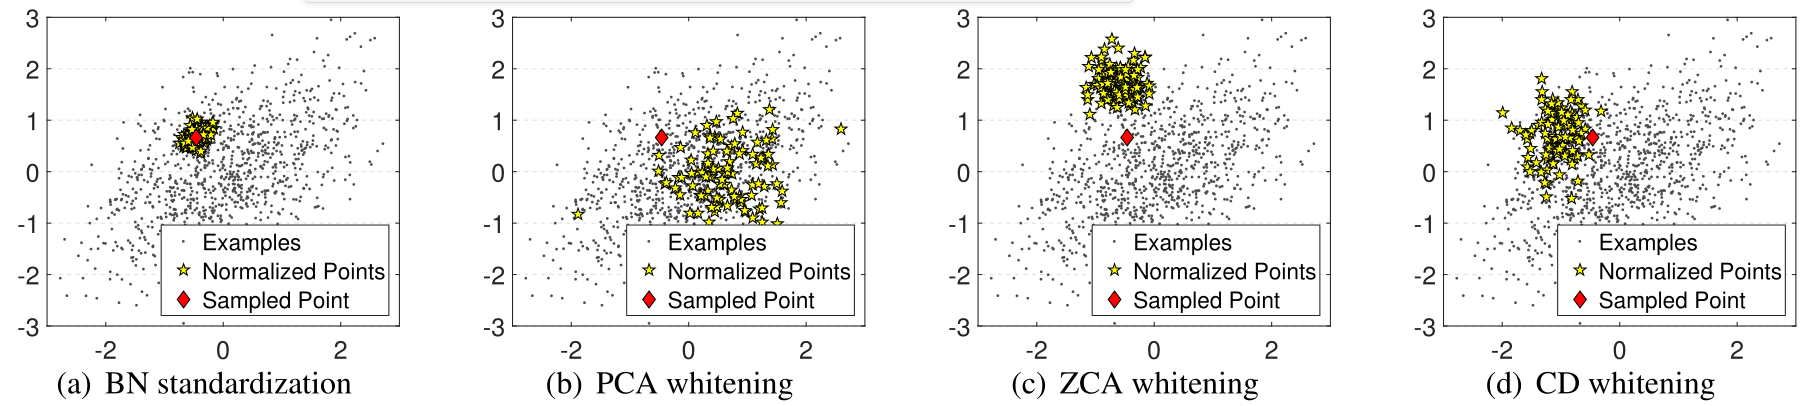 3
2
1
0
-1
-2
-3
-2 0 2
Examples
Normalized Points
Sampled Point
(a) BN standardization
3
2
1
0
-1
-2
-3
-2 0 2
Examples
Normalized Points
Sampled Point
(b) PCA whitening
3
2
1
0
-1
-2
-3
-2 0 2
Examples
Normalized Points
Sampled Point
(c) ZCA whitening
3
2
1
0
-1
-2
-3
-2 0 2
Examples
Normalized Points
Sampled Point
(d) CD whitening